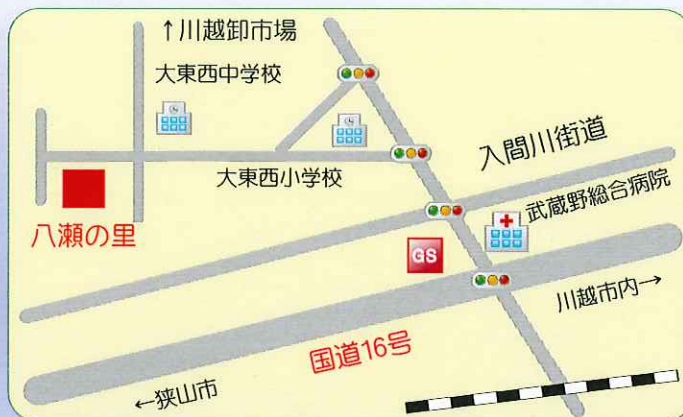 ↑川越卸市場
大東西中学校
大東西小学校
入間川街道
武蔵野総合病院
八瀬の里
GS
川越市内→
国道16号
←狭山市